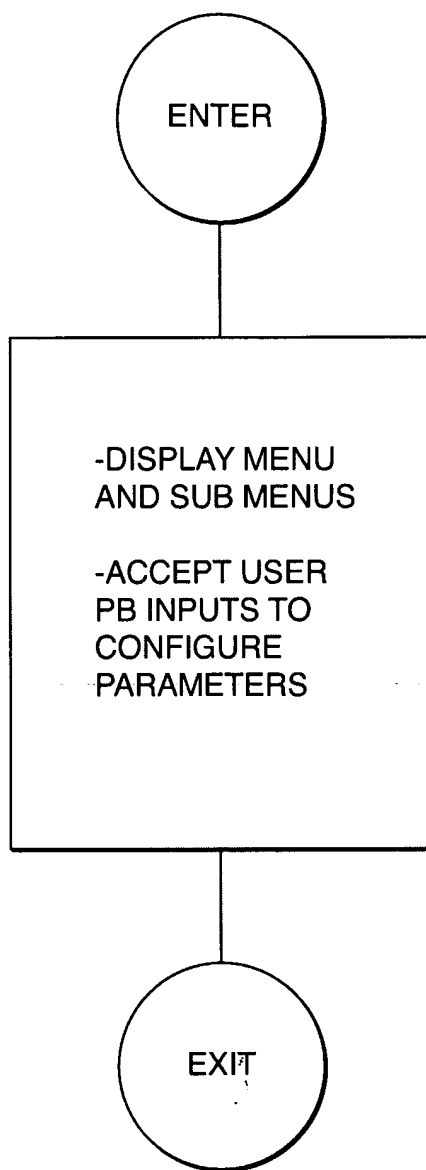 ENTER
-DISPLAY MENU
AND SUB MENUS
-ACCEPT USER
PB INPUTS TO
CONFIGURE
PARAMETERS
EXIT